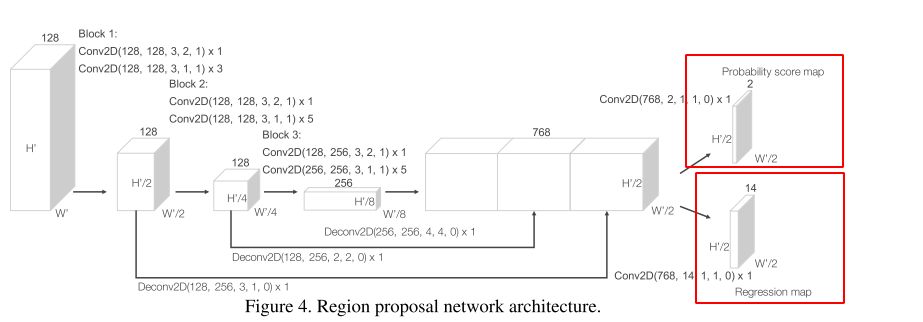 128
Block 1:
Conv2D(128, 128, 3, 2, 1) x 1
Conv2D(128, 128, 3, 1, 1) x 3
H'
W'
Block 2:
Conv2D(128, 128, 3, 2, 1) x 1
Conv2D(128, 128, 3, 1, 1) x 5
128
H'/2
W'/2
Block 3:
Conv2D(128, 256, 3, 2, 1) x 1
Conv2D(256, 256, 3, 1, 1) x 5
128
H'/4
W'/4
256
H'/8
W'/8
768
H'/2
W'/2
Deconv2D(256, 256, 4, 4, 0) x 1
Deconv2D(128, 256, 2, 2, 0) x 1
Deconv2D(128, 256, 3, 1, 0) x 1
Probability score map
2
Conv2D(768, 2, 1, 1, 0) x 1
H'/2
W'/2
14
H'/2
W'/2
Conv2D(768, 14, 1, 1, 0) x 1
Regression map
Figure 4. Region proposal network architecture.